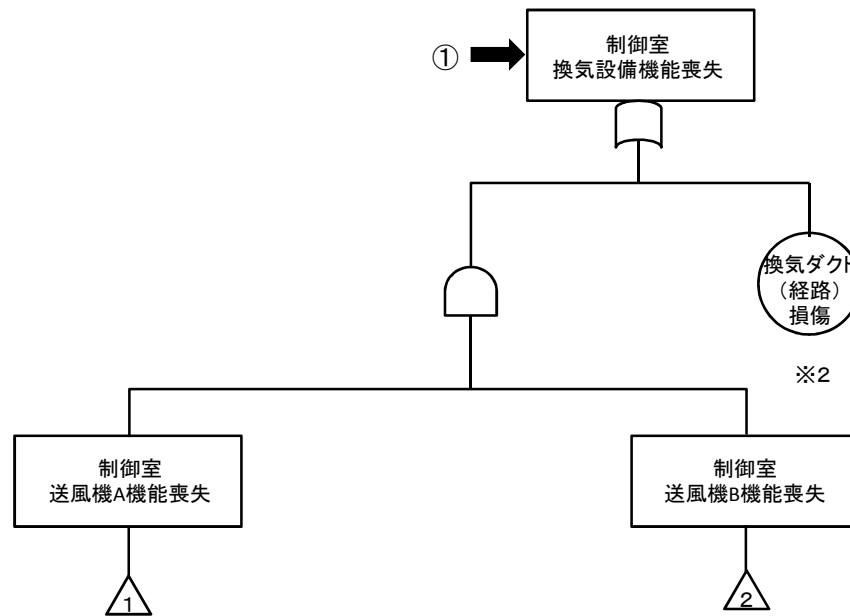 制御室
① 換気設備機能喪失
換気ダクト
（経路）
損傷
※2
制御室
送風機A機能喪失
制御室
送風機B機能喪失
1
2